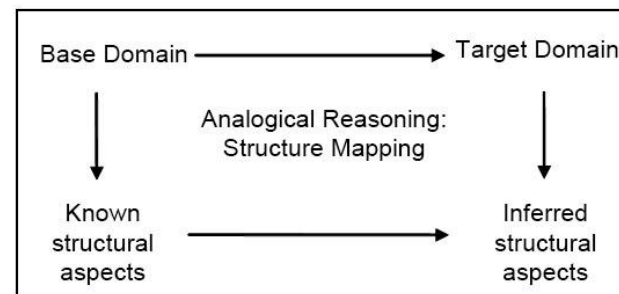 Base Domain
Target Domain
Analogical Reasoning:
Structure Mapping
Known
structural
aspects
Inferred
structural
aspects